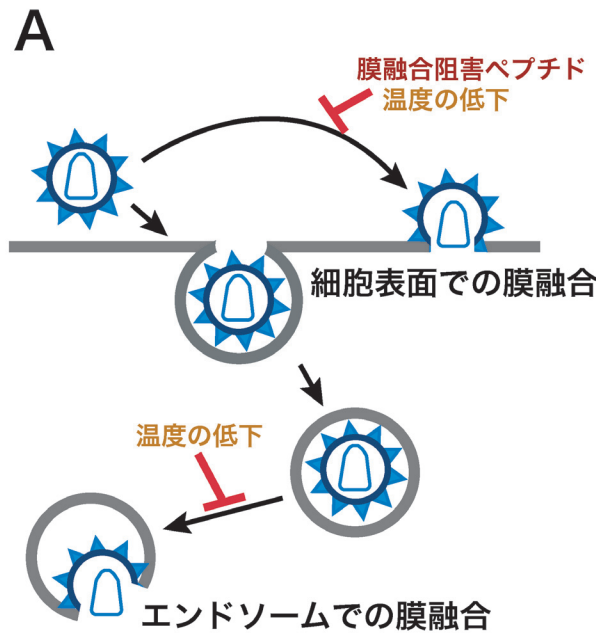 A
膜融合阻害ペプチド
温度の低下
細胞表面での膜融合
温度の低下
エンドソームでの膜融合